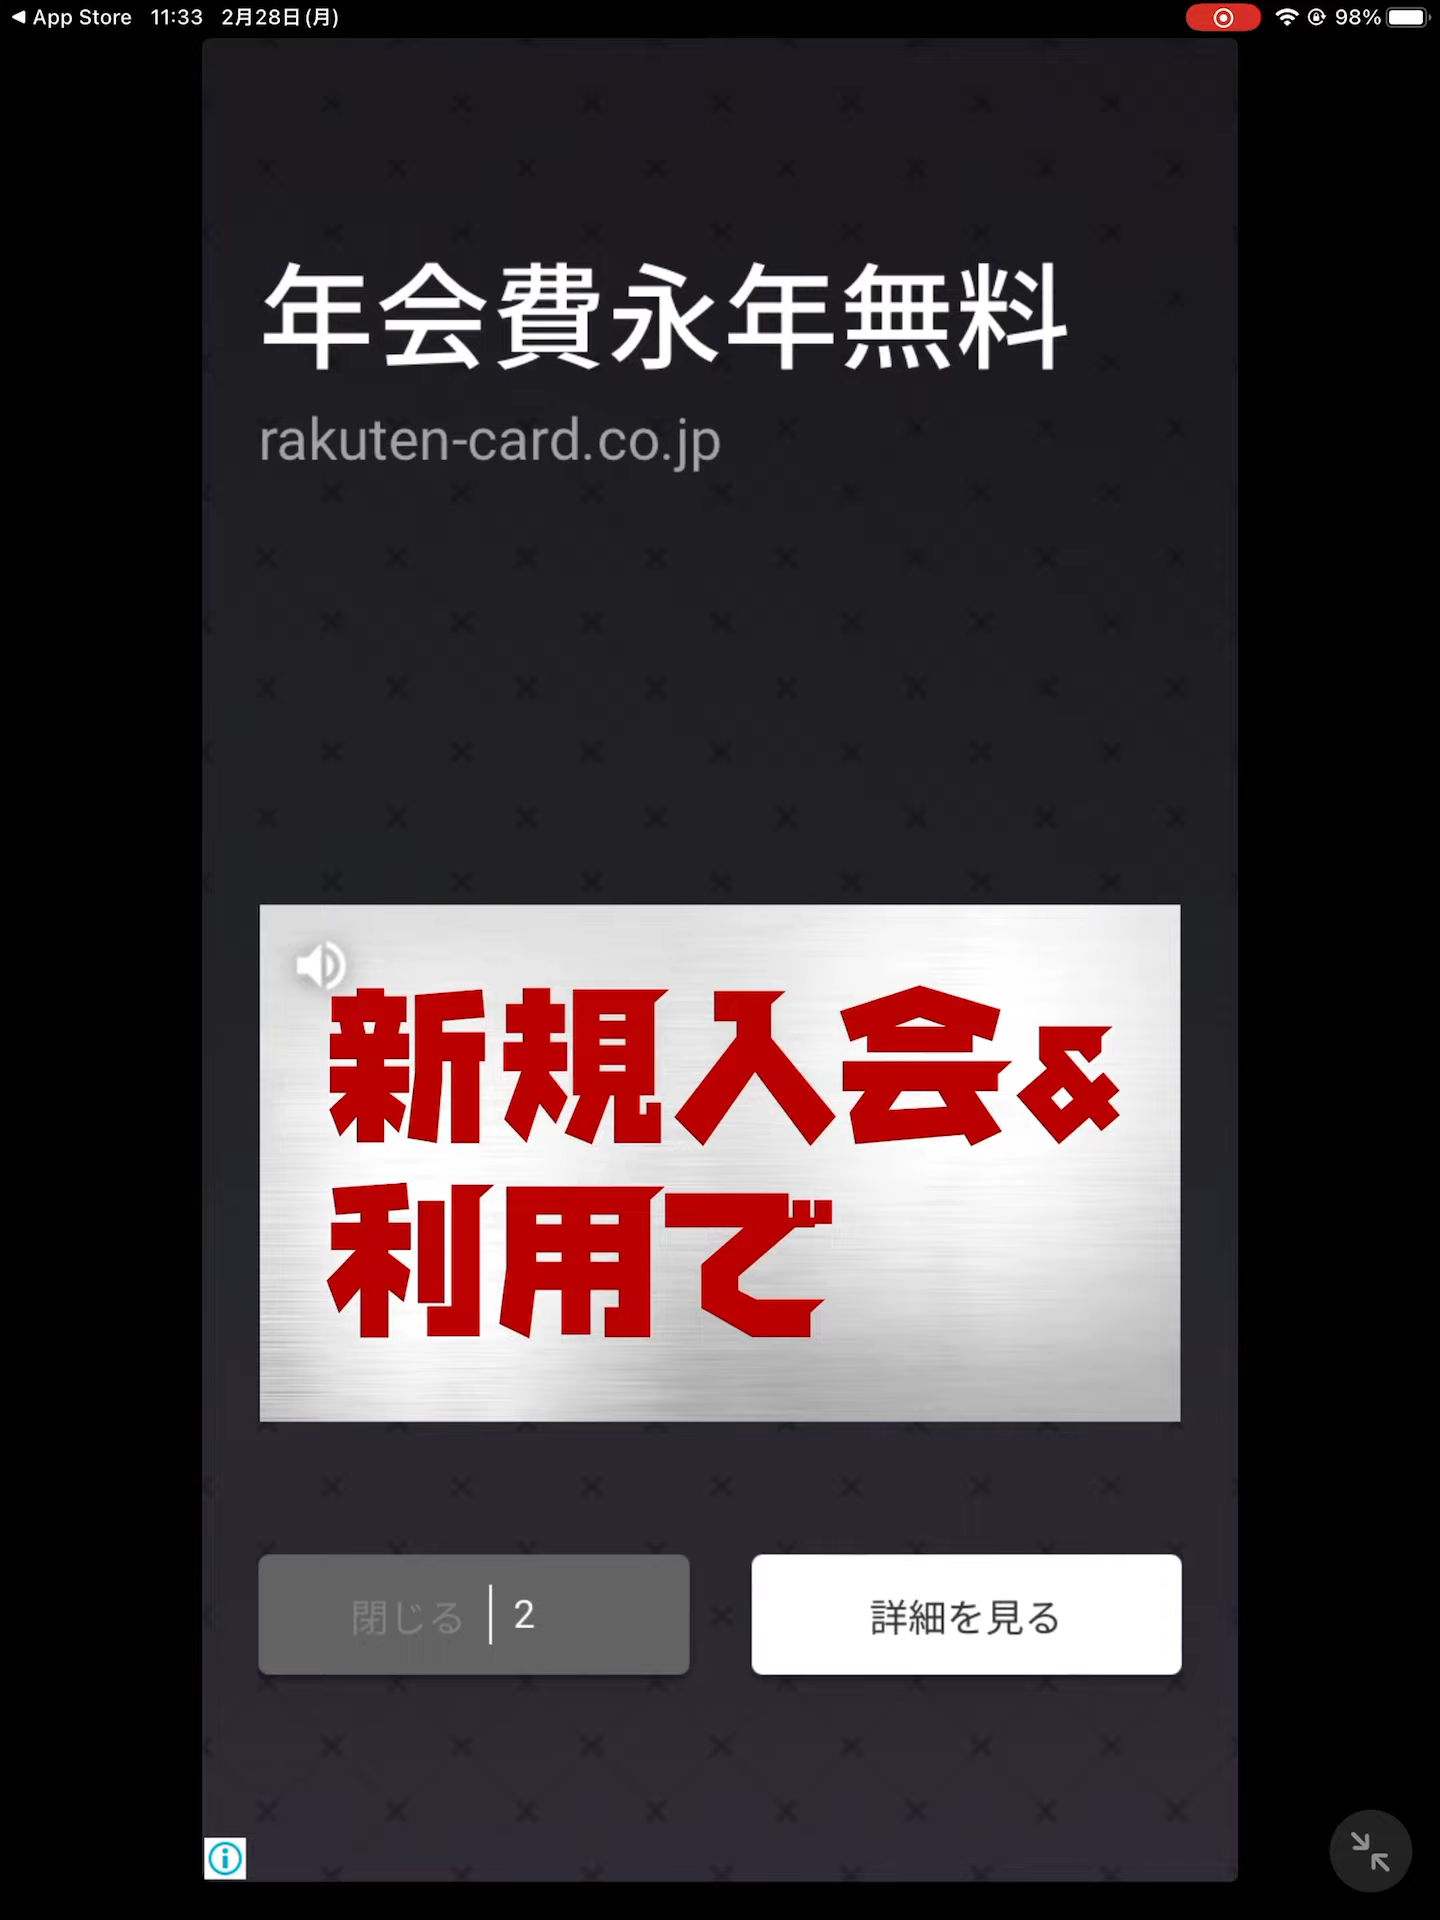 App Store 11:33 2月28日(月) 98%
年会費永年無料
rakuten-card.co.jp
新規入会&
利用で
閉じる 2
詳細を見る